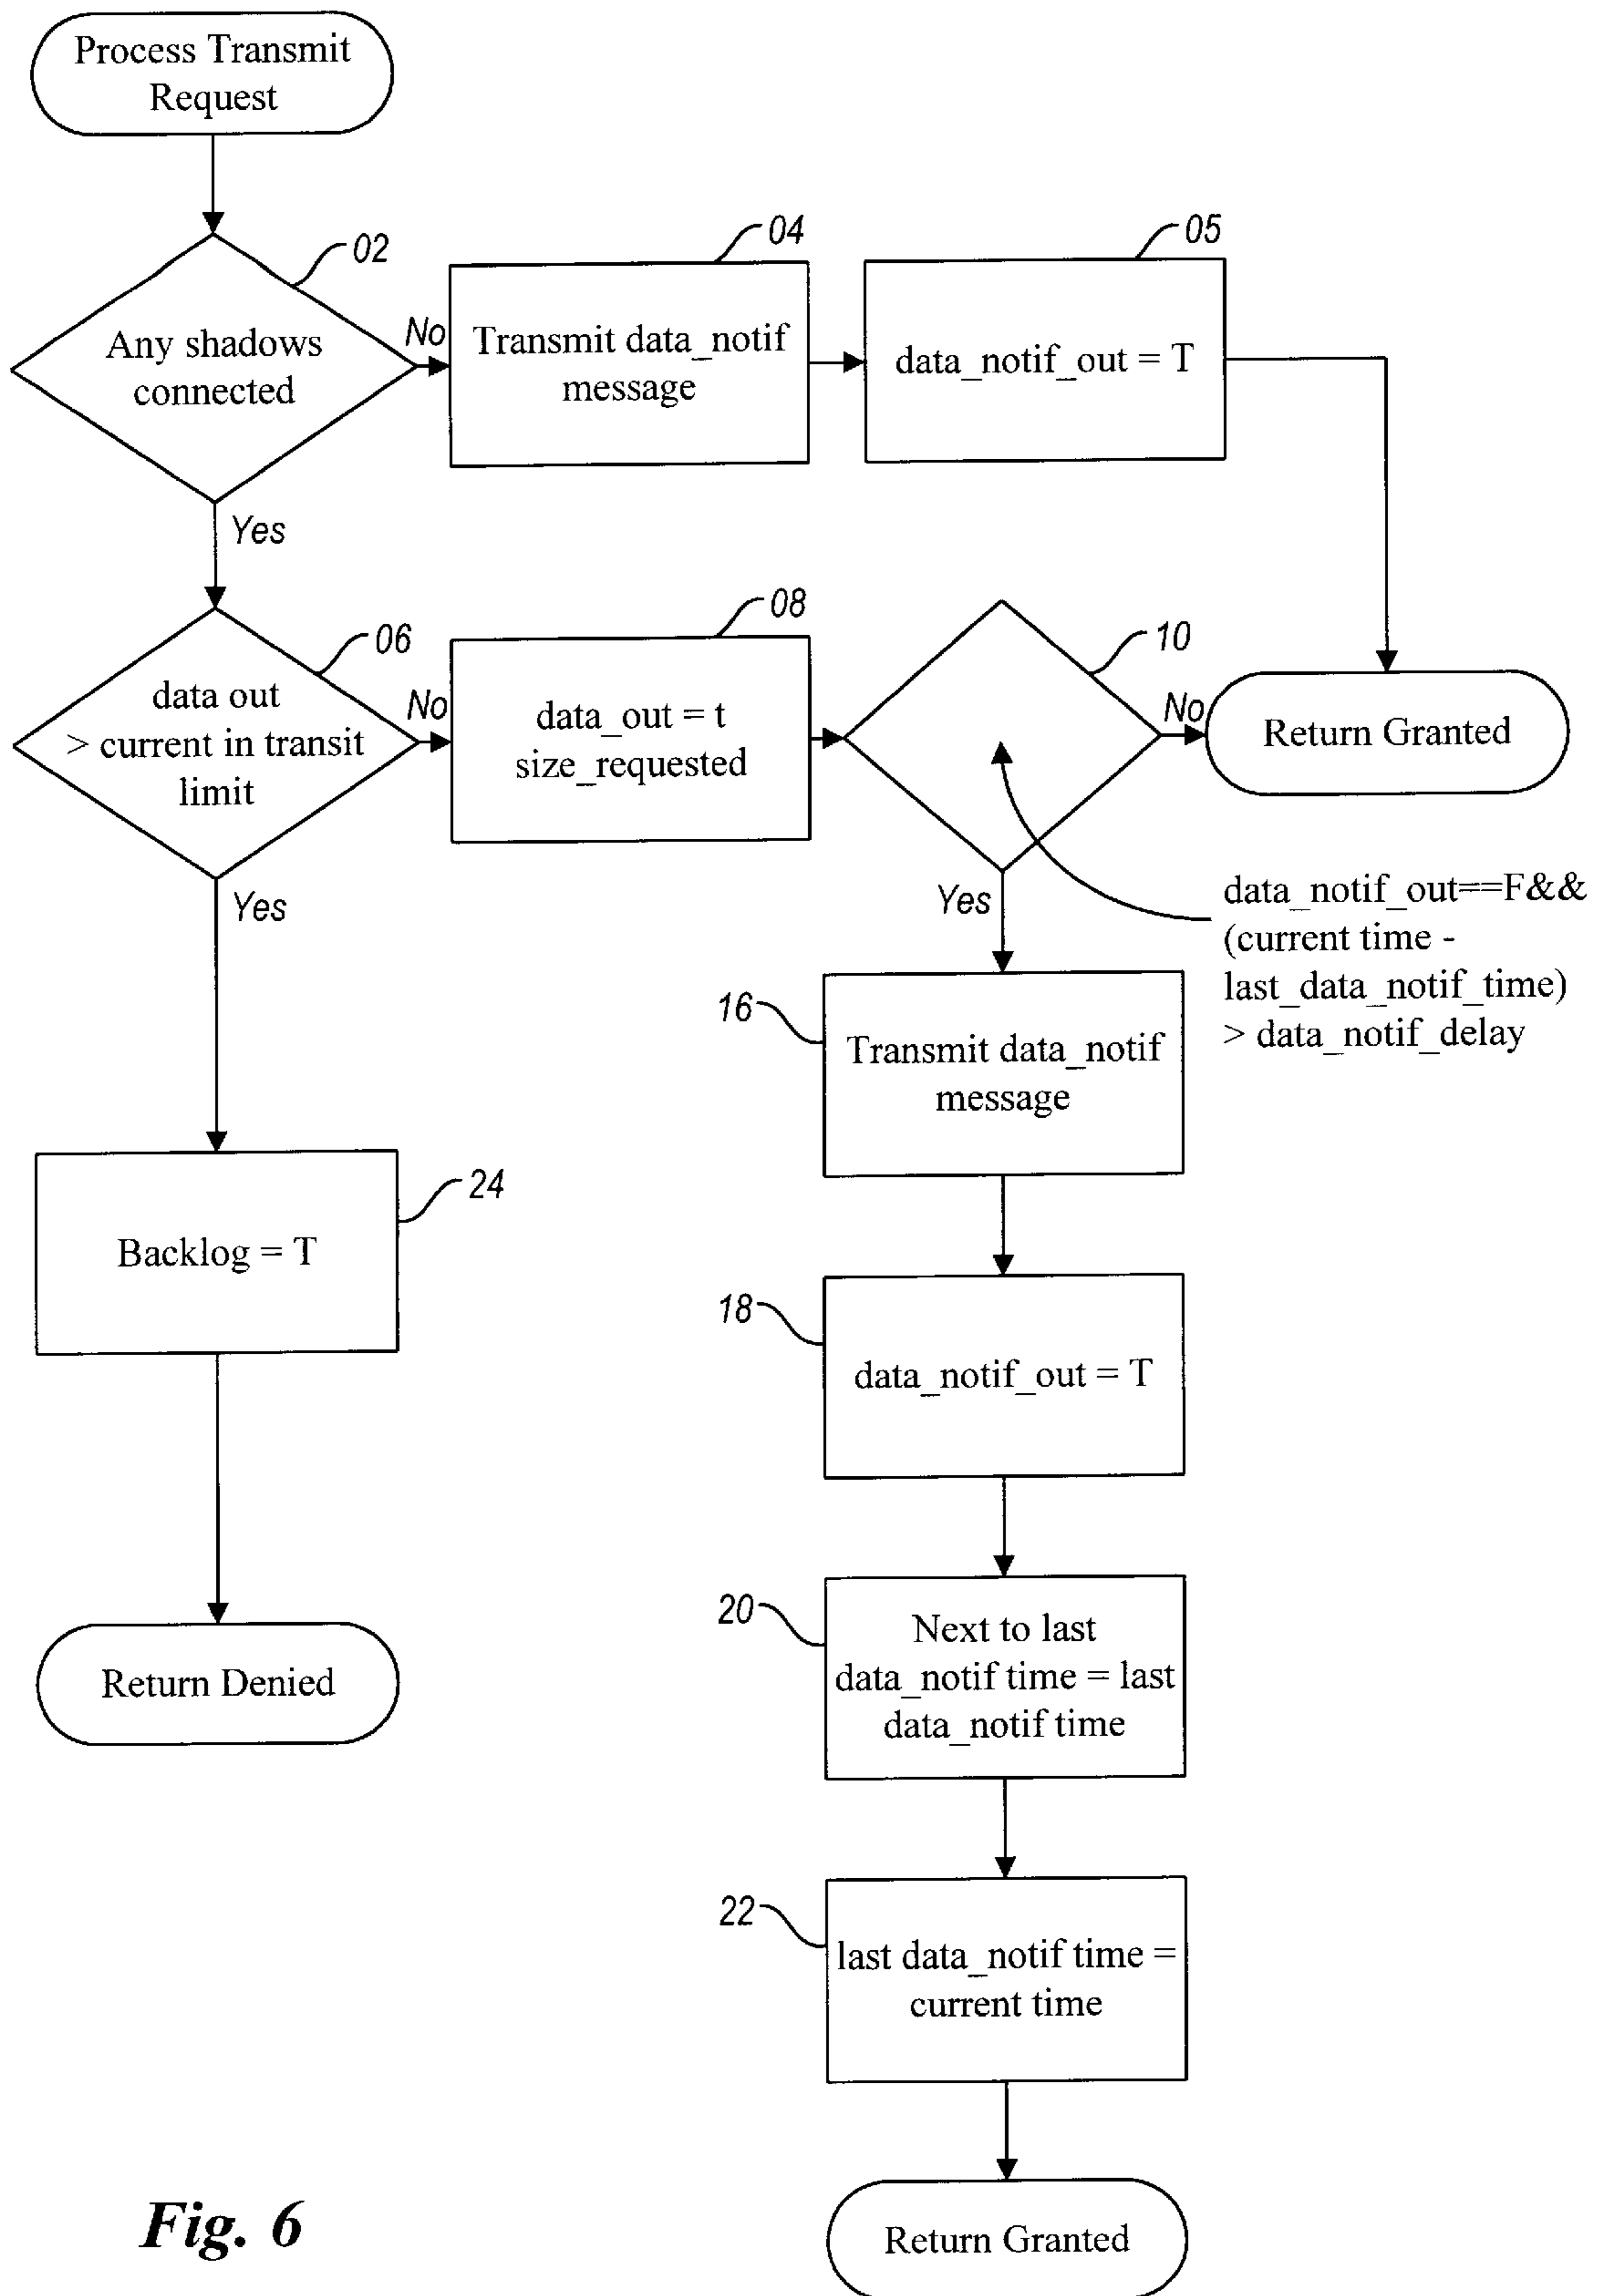 Process Transmit
Request
02
Any shadows
connected
No
Yes
04
Transmit data_notif
message
05
data_notif_out = T
06
data out
> current in transit
limit
No
Yes
08
data_out = t
size_requested
10
No
Yes
Return Granted
data_notif_out==F&&
(current time -
last_data_notif_time)
> data_notif_delay
16
Transmit data_notif
message
24
Backlog = T
18
data_notif_out = T
20
Next to last
data_notif time = last
data_notif time
Return Denied
22
last data_notif time =
current time
Return Granted
Fig. 6